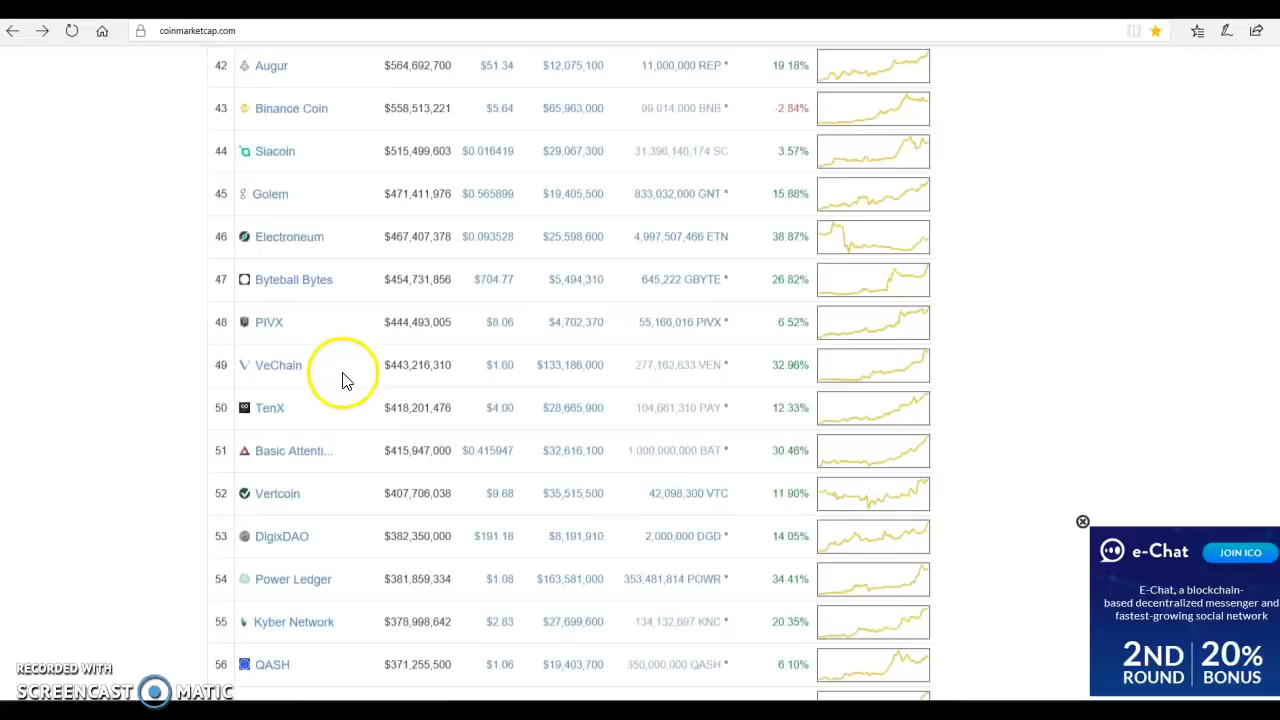 coinmarketcap.com
42 Augur $564,692,700 $51.34 $12,075,100 11,000,000 REP * 19.18%
43 Binance Coin $558,513,221 $5.64 $65,963,000 99,014,000 BNB * -2.84%
44 Siacoin $515,499,603 $0.016419 $29,067,300 31,396,140,174 SC 3.57%
45 Golem $471,411,976 $0.565899 $19,405,500 833,032,000 GNT * 15.88%
46 Electroneum $467,407,378 $0.093528 $25,598,600 4,997,507,466 ETN 38.87%
47 Byteball Bytes $454,731,856 $704.77 $5,494,310 645,222 GBYTE * 26.82%
48 PIVX $444,493,005 $8.06 $4,702,370 55,166,016 PIVX * 6.52%
49 VeChain $443,216,310 $1.60 $133,186,000 277,162,633 VEN * 32.96%
50 TenX $418,201,476 $4.00 $28,665,900 104,661,310 PAY * 12.33%
51 Basic Attenti... $415,947,000 $0.415947 $32,616,100 1,000,000,000 BAT * 30.46%
52 Vertcoin $407,706,038 $9.68 $35,515,500 42,098,300 VTC 11.90%
53 DigixDAO $382,350,000 $191.18 $8,191,910 2,000,000 DGD * 14.05%
54 Power Ledger $381,859,334 $1.08 $163,581,000 353,481,814 POWR * 34.41%
55 Kyber Network $378,998,642 $2.83 $27,699,600 134,132,697 KNC * 20.35%
56 QASH $371,255,500 $1.06 $19,403,700 350,000,000 QASH * 6.10%
e-Chat JOIN ICO
E-Chat, a blockchain-
based decentralized messenger and
fastest-growing social network
2ND 20%
ROUND BONUS
RECORDED WITH
SCREENCAST MATIC